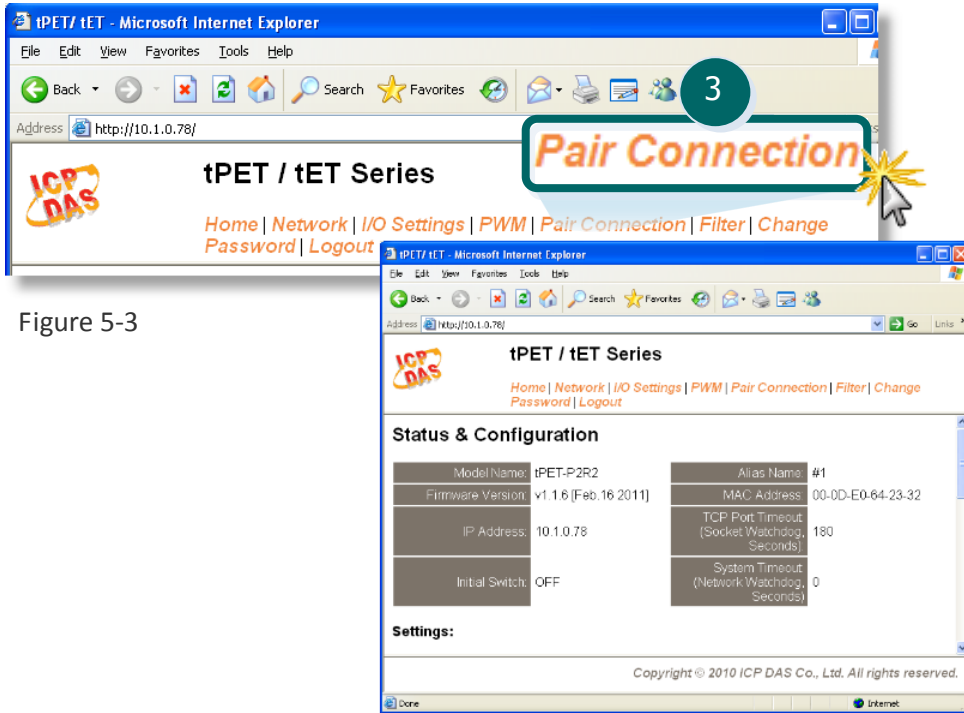 tPET/ tET - Microsoft Internet Explorer
File Edit View Favorites Tools Help
Back Search Favorites
3
Address http://10.1.0.78/
Pair Connection
ICP DAS
tPET / tET Series
Home | Network | I/O Settings | PWM | Pair Connection | Filter | Change
Password | Logout
Figure 5-3
tPET/ tET - Microsoft Internet Explorer
File Edit View Favorites Tools Help
Back Search Favorites
Address http://10.1.0.78/ Go Links »
ICP DAS
tPET / tET Series
Home | Network | I/O Settings | PWM | Pair Connection | Filter | Change
Password | Logout
Status & Configuration
Model Name: tPET-P2R2 Alias Name: #1
Firmware Version: v1.1.6 [Feb.16 2011] MAC Address: 00-0D-E0-64-23-32
IP Address: 10.1.0.78 TCP Port Timeout
(Socket Watchdog,
Seconds): 180
Initial Switch: OFF System Timeout
(Network Watchdog,
Seconds) 0
Settings:
Copyright © 2010 ICP DAS Co., Ltd. All rights reserved.
Done Internet